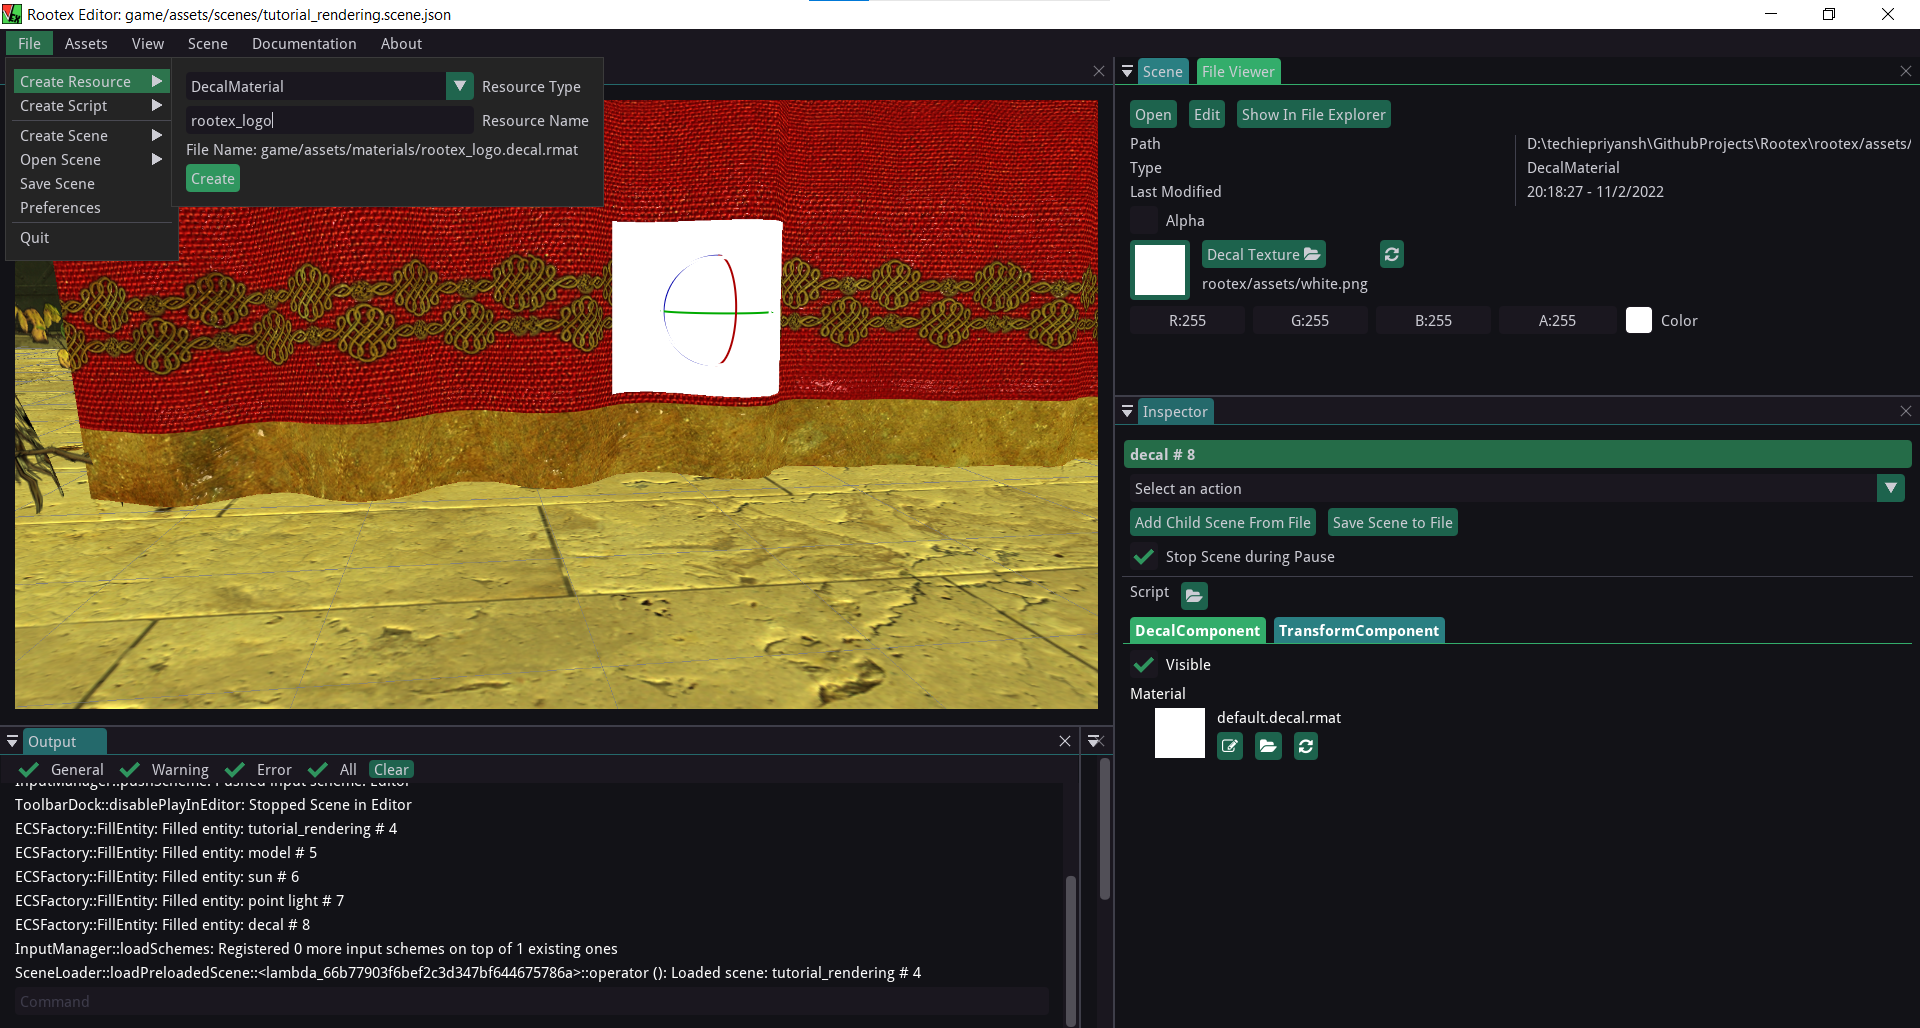 Rootex Editor: game/assets/scenes/tutorial_rendering.scene.json
File Assets View Scene Documentation About
Create Resource
Create Script
Create Scene
Open Scene
Save Scene
Preferences
Quit
DecalMaterial Resource Type
rootex_logo Resource Name
File Name: game/assets/materials/rootex_logo.decal.rmat
Create
Scene File Viewer
Open Edit Show In File Explorer
Path D:\techiepriyansh\GithubProjects\Rootex\rootex/assets/
Type DecalMaterial
Last Modified 20:18:27 - 11/2/2022
Alpha
Decal Texture
rootex/assets/white.png
R:255 G:255 B:255 A:255 Color
Inspector
decal # 8
Select an action
Add Child Scene From File Save Scene to File
Stop Scene during Pause
Script
DecalComponent TransformComponent
Visible
Material
default.decal.rmat
Output
General Warning Error All Clear
InputManager::pushScheme: Pushed input scheme: Editor
ToolbarDock::disablePlayInEditor: Stopped Scene in Editor
ECSFactory::FillEntity: Filled entity: tutorial_rendering # 4
ECSFactory::FillEntity: Filled entity: model # 5
ECSFactory::FillEntity: Filled entity: sun # 6
ECSFactory::FillEntity: Filled entity: point light # 7
ECSFactory::FillEntity: Filled entity: decal # 8
InputManager::loadSchemes: Registered 0 more input schemes on top of 1 existing ones
SceneLoader::loadPreloadedScene::<lambda_66b77903f6bef2c3d347bf644675786a>::operator (): Loaded scene: tutorial_rendering # 4
Command